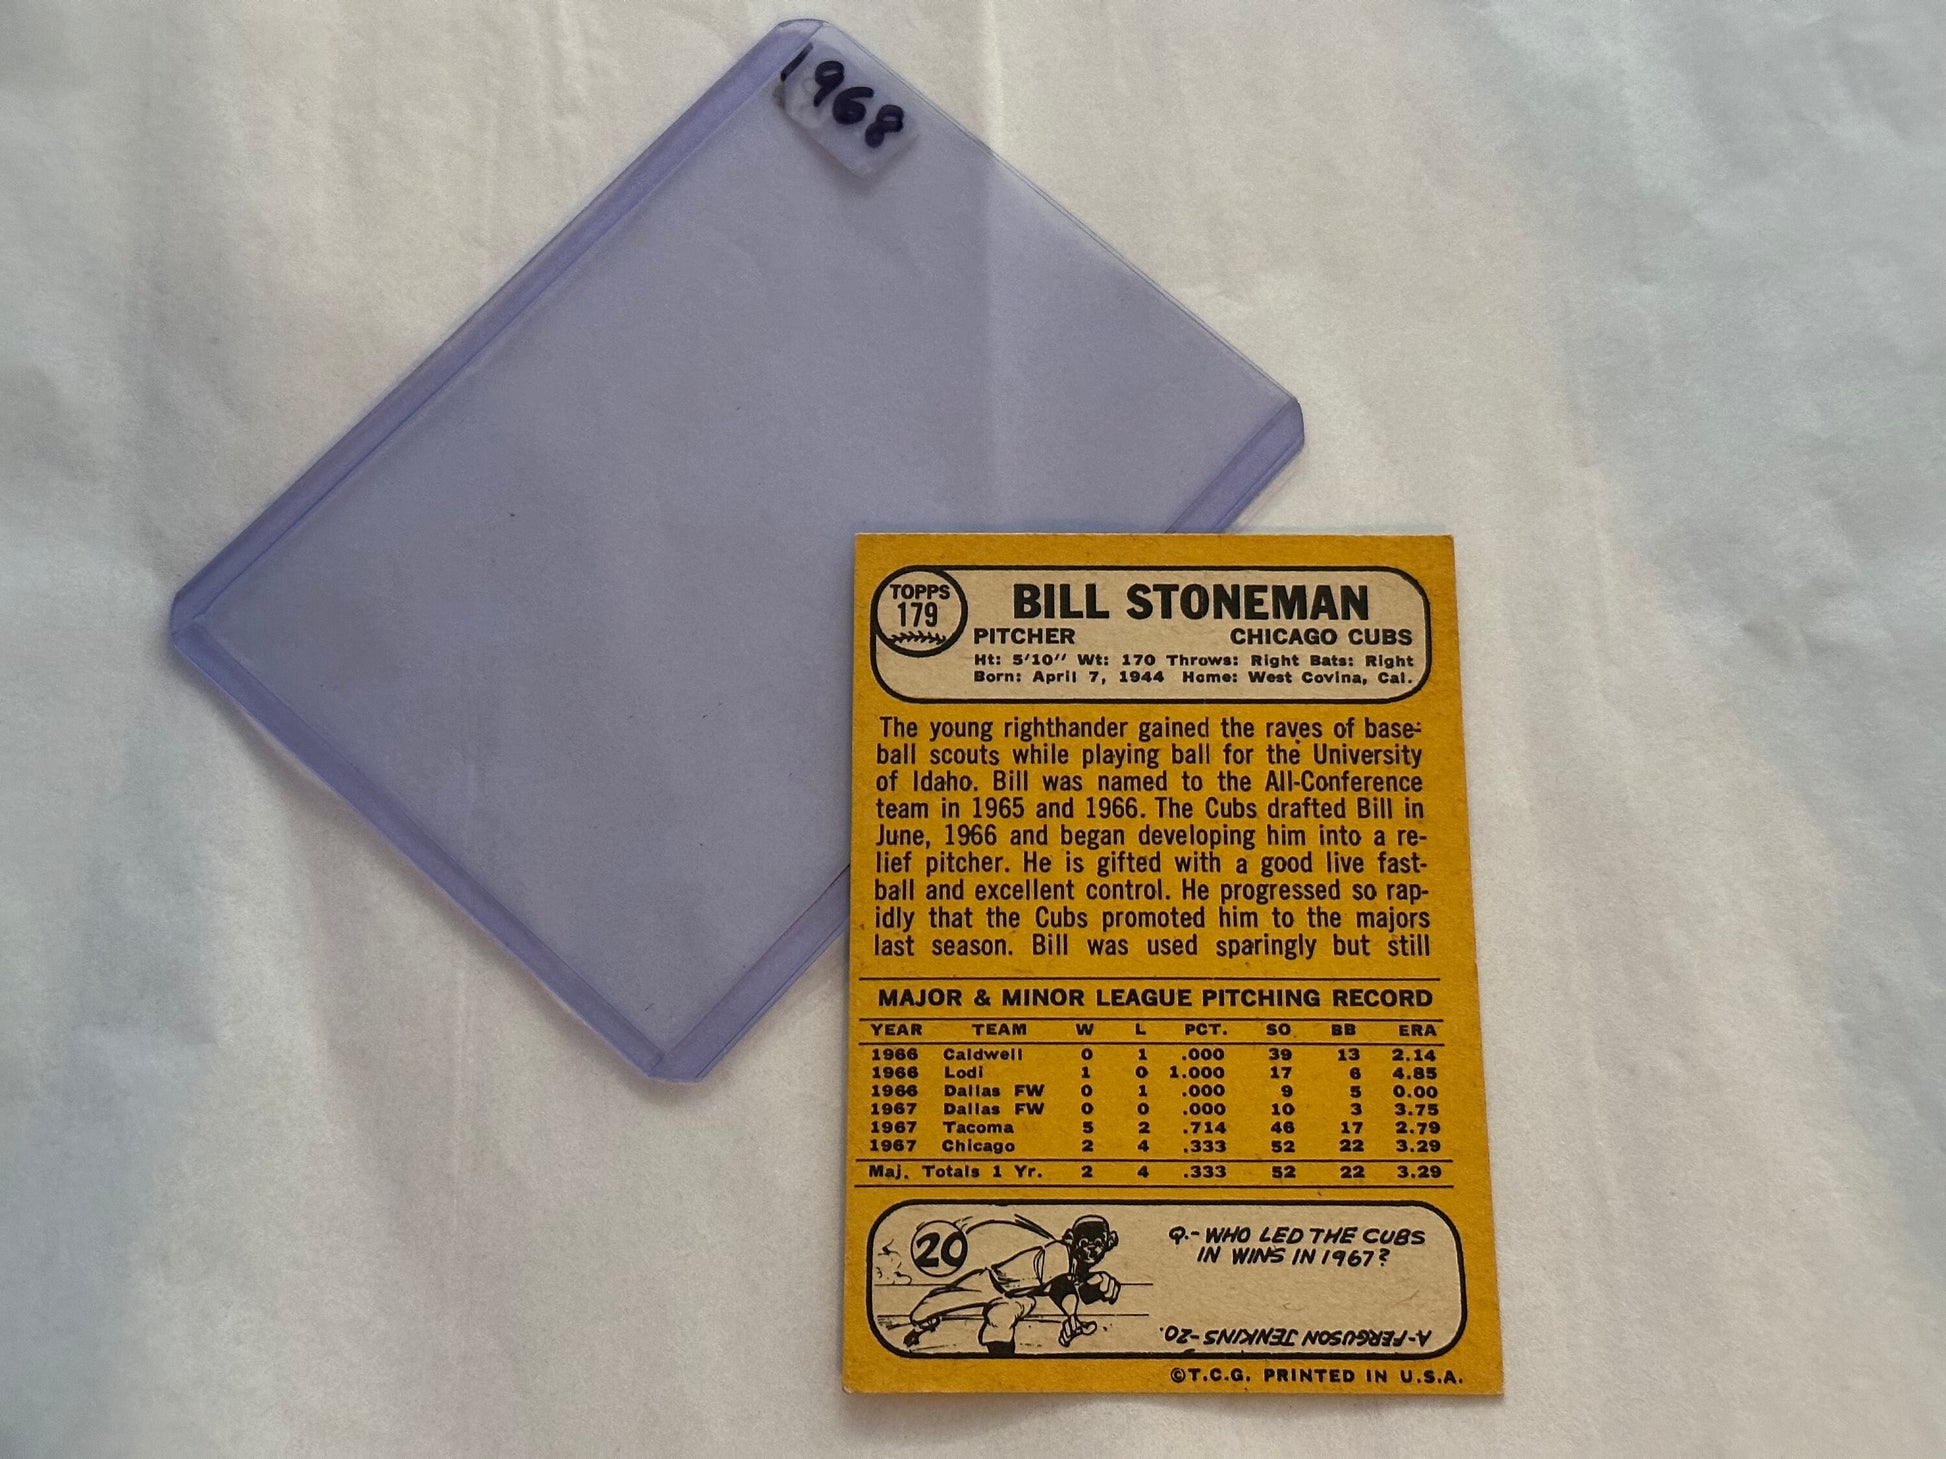 1968
TOPPS
179
BILL STONEMAN
PITCHER CHICAGO CUBS
Ht: 5'10" Wt: 170 Throws: Right Bats: Right
Born: April 7, 1944 Home: West Covina, Cal.
The young righthander gained the raves of base-
ball scouts while playing ball for the University
of Idaho. Bill was named to the All-Conference
team in 1965 and 1966. The Cubs drafted Bill in
June, 1966 and began developing him into a re-
lief pitcher. He is gifted with a good live fast-
ball and excellent control. He progressed so rap-
idly that the Cubs promoted him to the majors
last season. Bill was used sparingly but still
MAJOR & MINOR LEAGUE PITCHING RECORD
YEAR TEAM W L PCT. SO BB ERA
1966 Caldwell 0 1 .000 39 13 2.14
1966 Lodi 1 0 1.000 17 6 4.85
1966 Dallas FW 0 1 .000 9 5 0.00
1967 Dallas FW 0 0 .000 10 3 3.75
1967 Tacoma 5 2 .714 46 17 2.79
1967 Chicago 2 4 .333 52 22 3.29
Maj. Totals 1 Yr. 2 4 .333 52 22 3.29
20
Q.- WHO LED THE CUBS
IN WINS IN 1967?
A-FERGUSON JENKINS-20.
©T.C.G. PRINTED IN U.S.A.